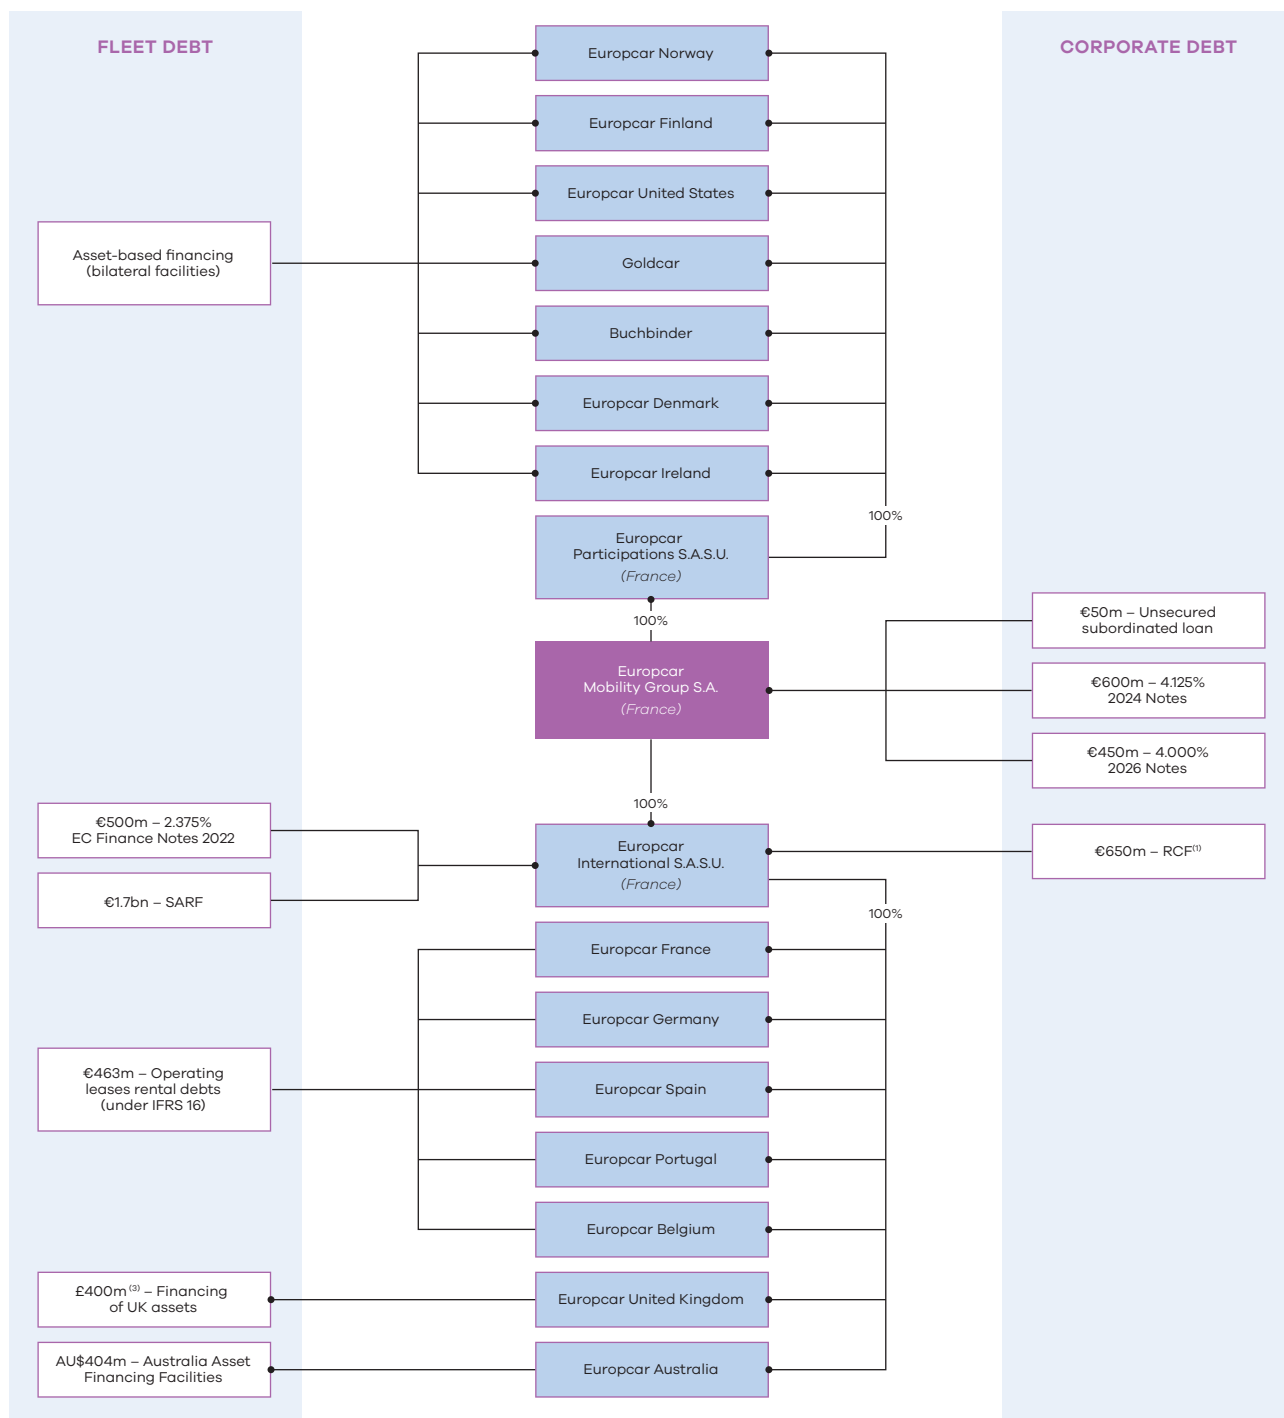 FLEET DEBT
CORPORATE DEBT
Europcar Norway
Europcar Finland
Europcar United States
Asset-based financing
(bilateral facilities)
Goldcar
Buchbinder
Europcar Denmark
Europcar Ireland
100%
Europcar
Participations S.A.S.U.
(France)
100%
€50m – Unsecured
subordinated loan
Europcar
Mobility Group S.A.
(France)
€600m – 4.125%
2024 Notes
€450m – 4.000%
2026 Notes
100%
€500m – 2.375%
EC Finance Notes 2022
€1.7bn – SARF
Europcar
International S.A.S.U.
(France)
€650m – RCF(1)
100%
Europcar France
Europcar Germany
€463m – Operating
leases rental debts
(under IFRS 16)
Europcar Spain
Europcar Portugal
Europcar Belgium
£400m (3) – Financing
of UK assets
Europcar United Kingdom
AU$404m – Australia Asset
Financing Facilities
Europcar Australia